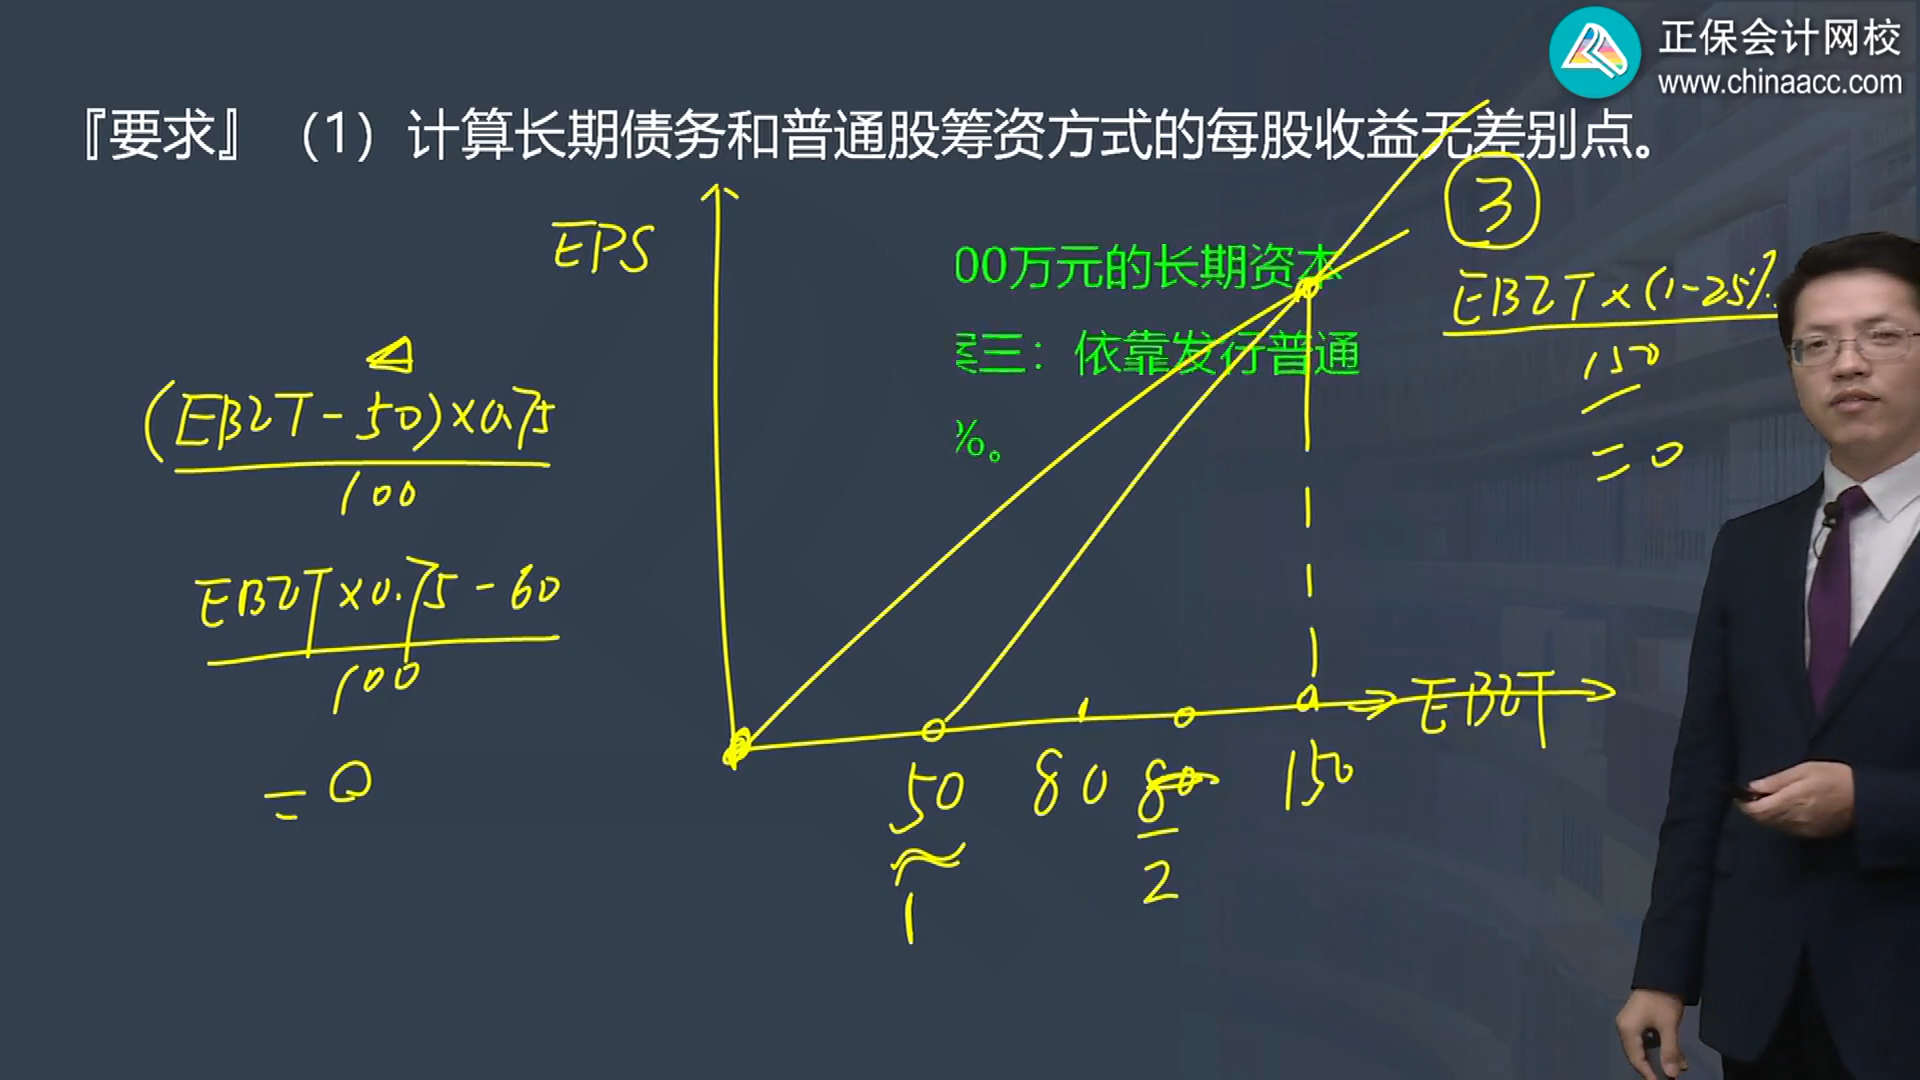 正保会计网校
www.chinaacc.com
『要求』（1）计算长期债务和普通股筹资方式的每股收益无差别点。
EPS
3
00万元的长期资本
EBIT×(1-25%
150
=0
三：依靠发行普通
%。
(EBIT-50)×0.75
100
EBIT×0.75-60
100
=0
EBIT
50 80 80 150
1 2